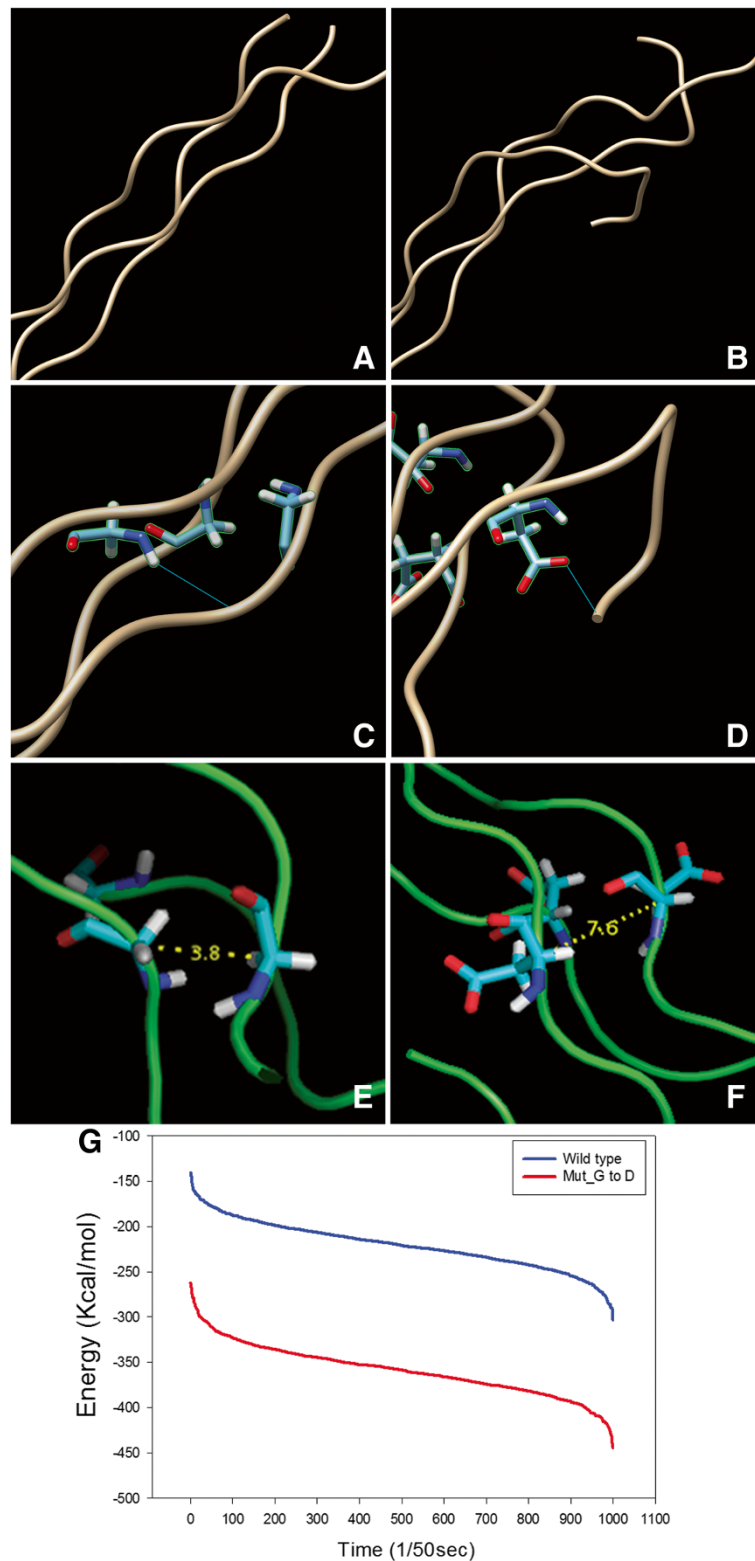 A
B
C
D
3.8
E
7.6
F
G
Wild type
Mut_G to D
Energy (Kcal/mol)
-100
-150
-200
-250
-300
-350
-400
-450
-500
0 100 200 300 400 500 600 700 800 900 1000 1100
Time (1/50sec)